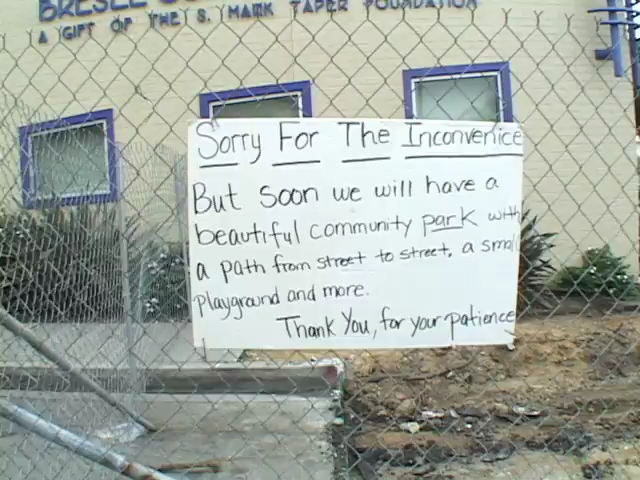 BRESEE
A GIFT OF THE S. MARK TAPER FOUNDATION
Sorry For The Inconvenice
But soon we will have a
beautiful community park with
a path from street to street, a small
playground and more.
Thank You, for your patience